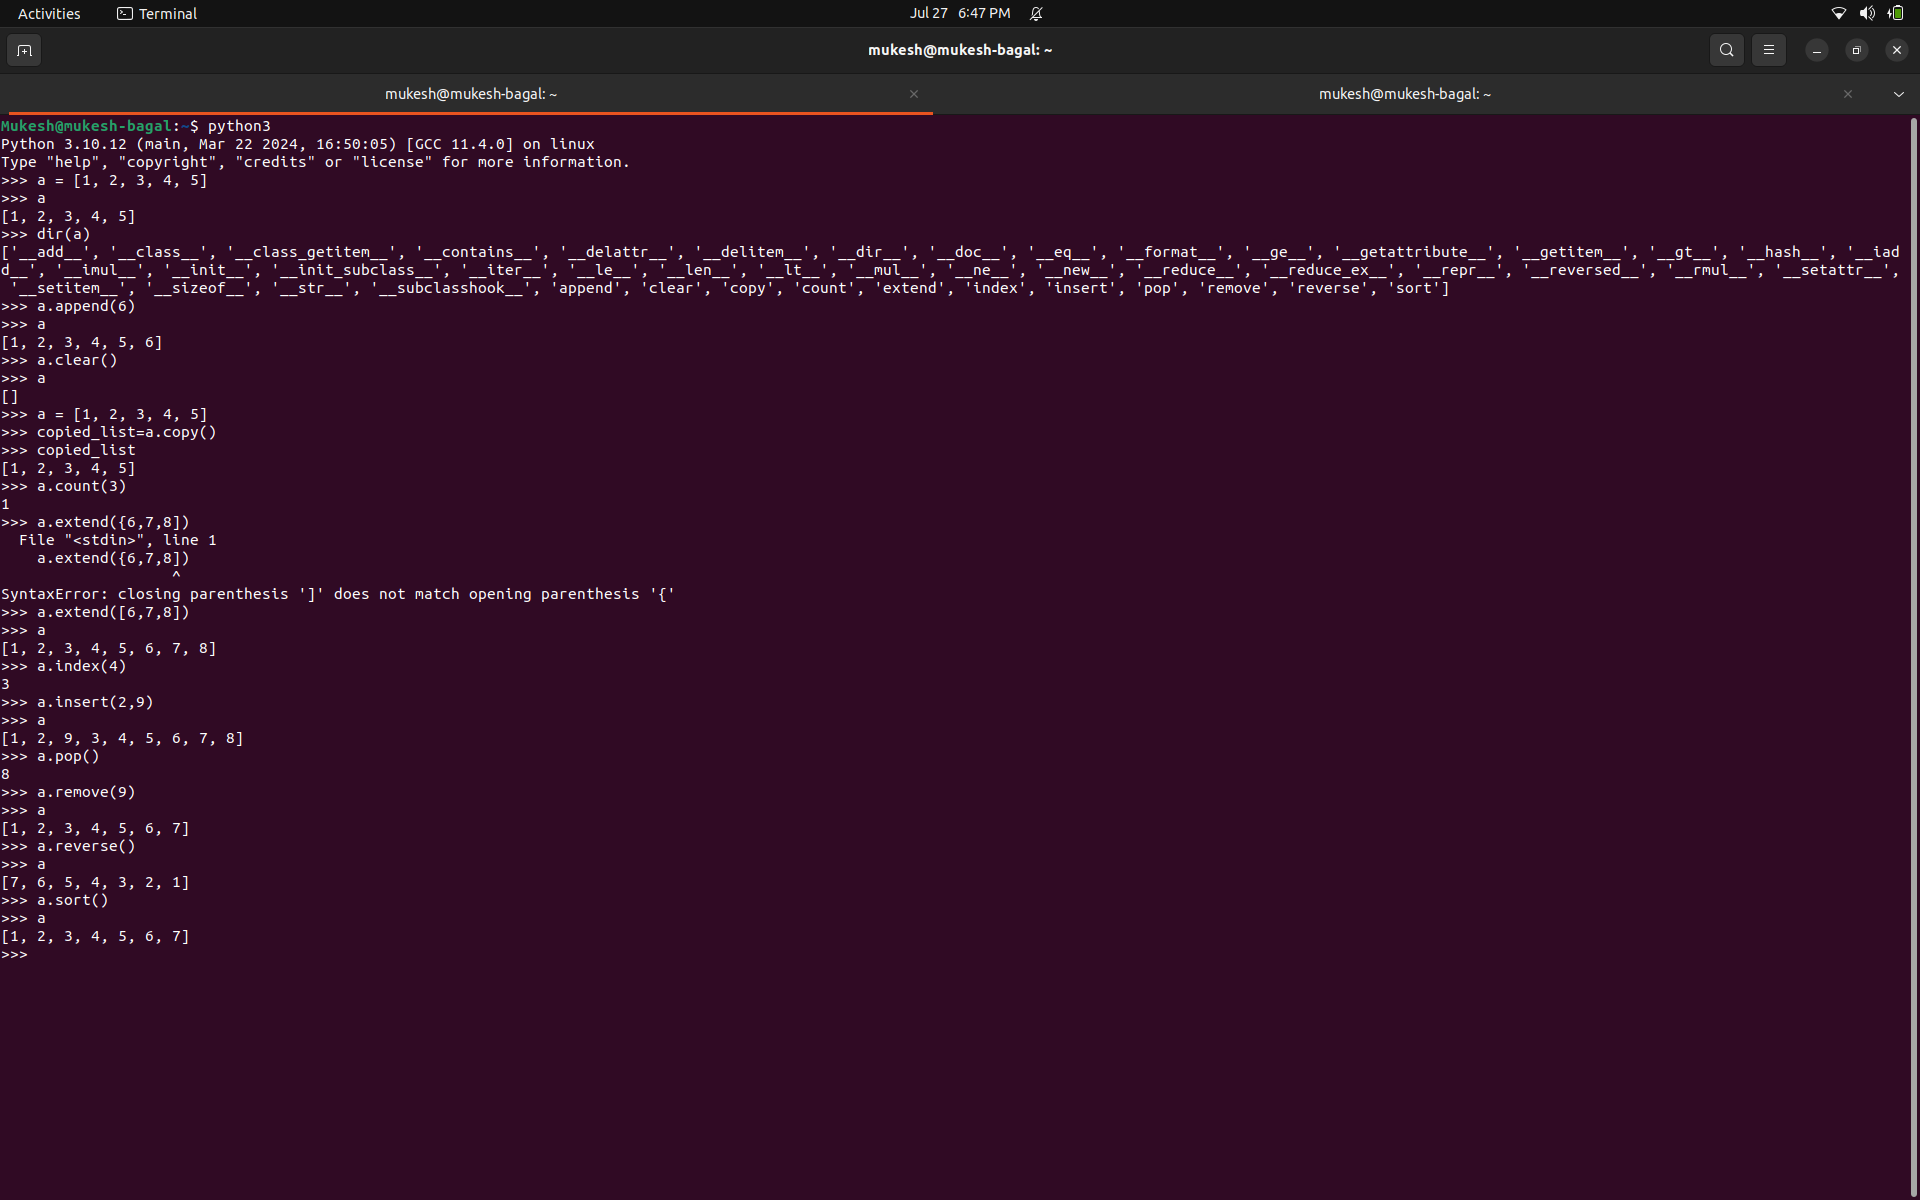 Activities Terminal Jul 27 6:47 PM
mukesh@mukesh-bagal: ~
mukesh@mukesh-bagal: ~ mukesh@mukesh-bagal: ~
Mukesh@mukesh-bagal:~$ python3
Python 3.10.12 (main, Mar 22 2024, 16:50:05) [GCC 11.4.0] on linux
Type "help", "copyright", "credits" or "license" for more information.
>>> a = [1, 2, 3, 4, 5]
>>> a
[1, 2, 3, 4, 5]
>>> dir(a)
['__add__', '__class__', '__class_getitem__', '__contains__', '__delattr__', '__delitem__', '__dir__', '__doc__', '__eq__', '__format__', '__ge__', '__getattribute__', '__getitem__', '__gt__', '__hash__', '__iad
d__', '__imul__', '__init__', '__init_subclass__', '__iter__', '__le__', '__len__', '__lt__', '__mul__', '__ne__', '__new__', '__reduce__', '__reduce_ex__', '__repr__', '__reversed__', '__rmul__', '__setattr__',
 '__setitem__', '__sizeof__', '__str__', '__subclasshook__', 'append', 'clear', 'copy', 'count', 'extend', 'index', 'insert', 'pop', 'remove', 'reverse', 'sort']
>>> a.append(6)
>>> a
[1, 2, 3, 4, 5, 6]
>>> a.clear()
>>> a
[]
>>> a = [1, 2, 3, 4, 5]
>>> copied_list=a.copy()
>>> copied_list
[1, 2, 3, 4, 5]
>>> a.count(3)
1
>>> a.extend({6,7,8])
  File "<stdin>", line 1
    a.extend({6,7,8])
                   ^
SyntaxError: closing parenthesis ']' does not match opening parenthesis '{'
>>> a.extend([6,7,8])
>>> a
[1, 2, 3, 4, 5, 6, 7, 8]
>>> a.index(4)
3
>>> a.insert(2,9)
>>> a
[1, 2, 9, 3, 4, 5, 6, 7, 8]
>>> a.pop()
8
>>> a.remove(9)
>>> a
[1, 2, 3, 4, 5, 6, 7]
>>> a.reverse()
>>> a
[7, 6, 5, 4, 3, 2, 1]
>>> a.sort()
>>> a
[1, 2, 3, 4, 5, 6, 7]
>>>